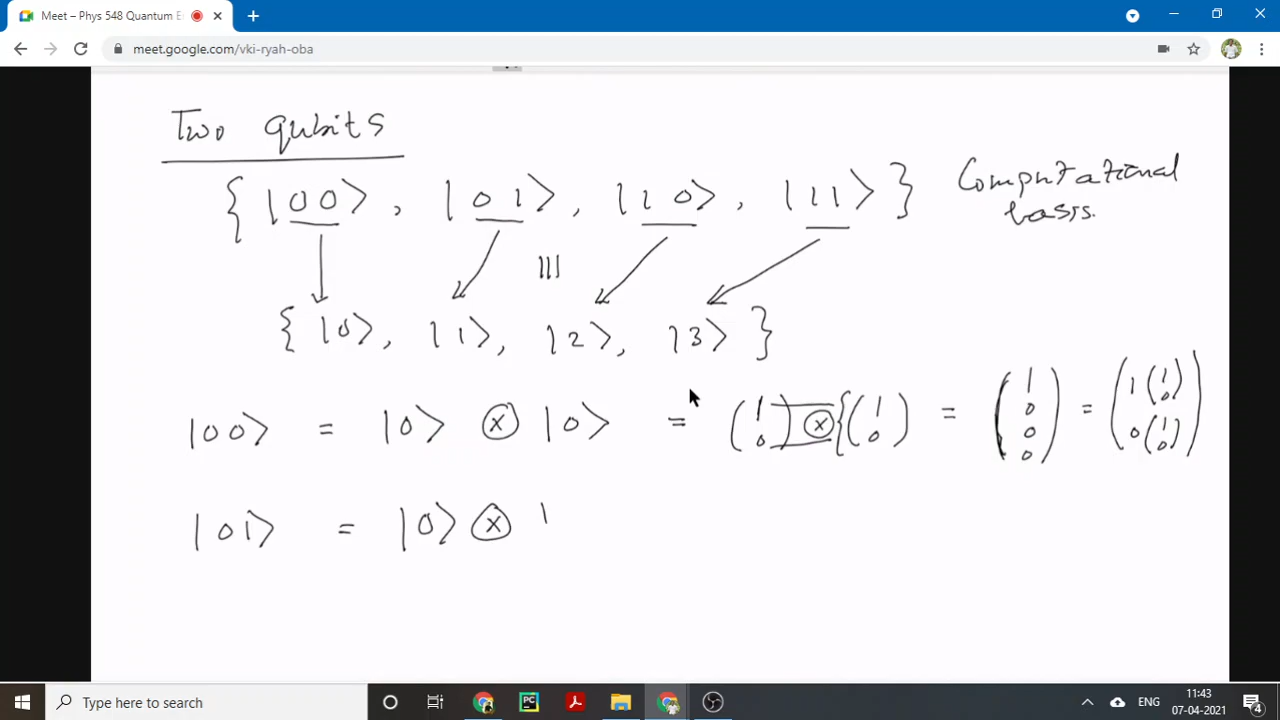 Meet – Phys 548 Quantum E
meet.google.com/vki-ryah-oba
Two qubits
{ |00⟩, |01⟩, |10⟩, |11⟩ } Computational
basis.
|||
{ |0⟩, |1⟩, |2⟩, |3⟩ }
|00⟩ = |0⟩ ⊗ |0⟩ = (1 0) ⊗ {(1 0) = (1 0 0 0) = (1(1 0) 0(1 0))
|01⟩ = |0⟩ ⊗ |
Type here to search
ENG
11:43
07-04-2021
4